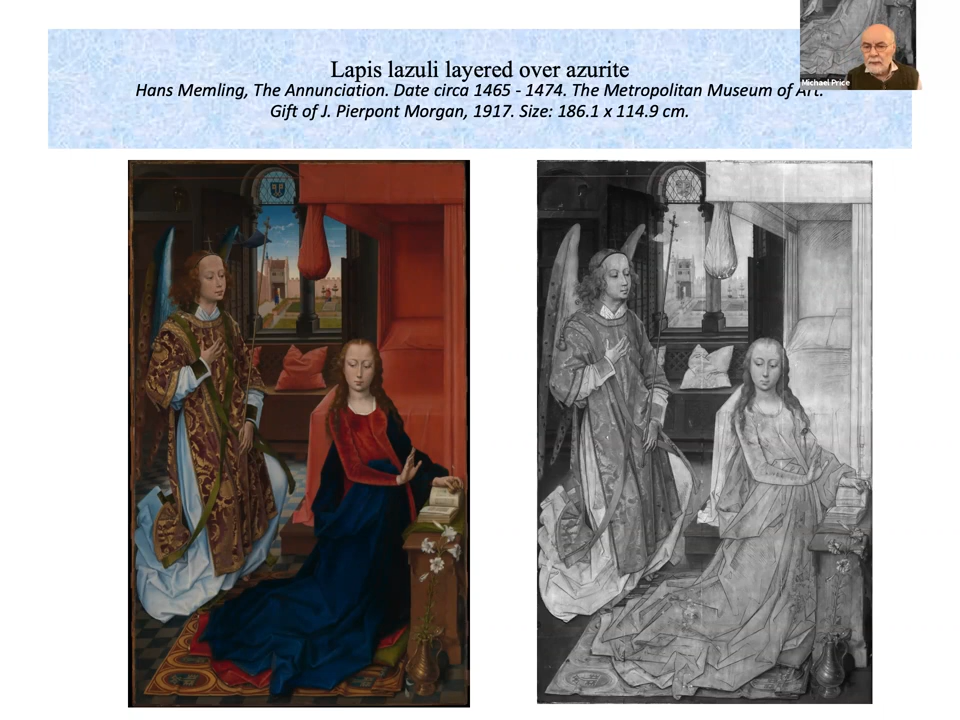 Lapis lazuli layered over azurite
Hans Memling, The Annunciation. Date circa 1465 - 1474. The Metropolitan Museum of Art.
Gift of J. Pierpont Morgan, 1917. Size: 186.1 x 114.9 cm.
Michael Price